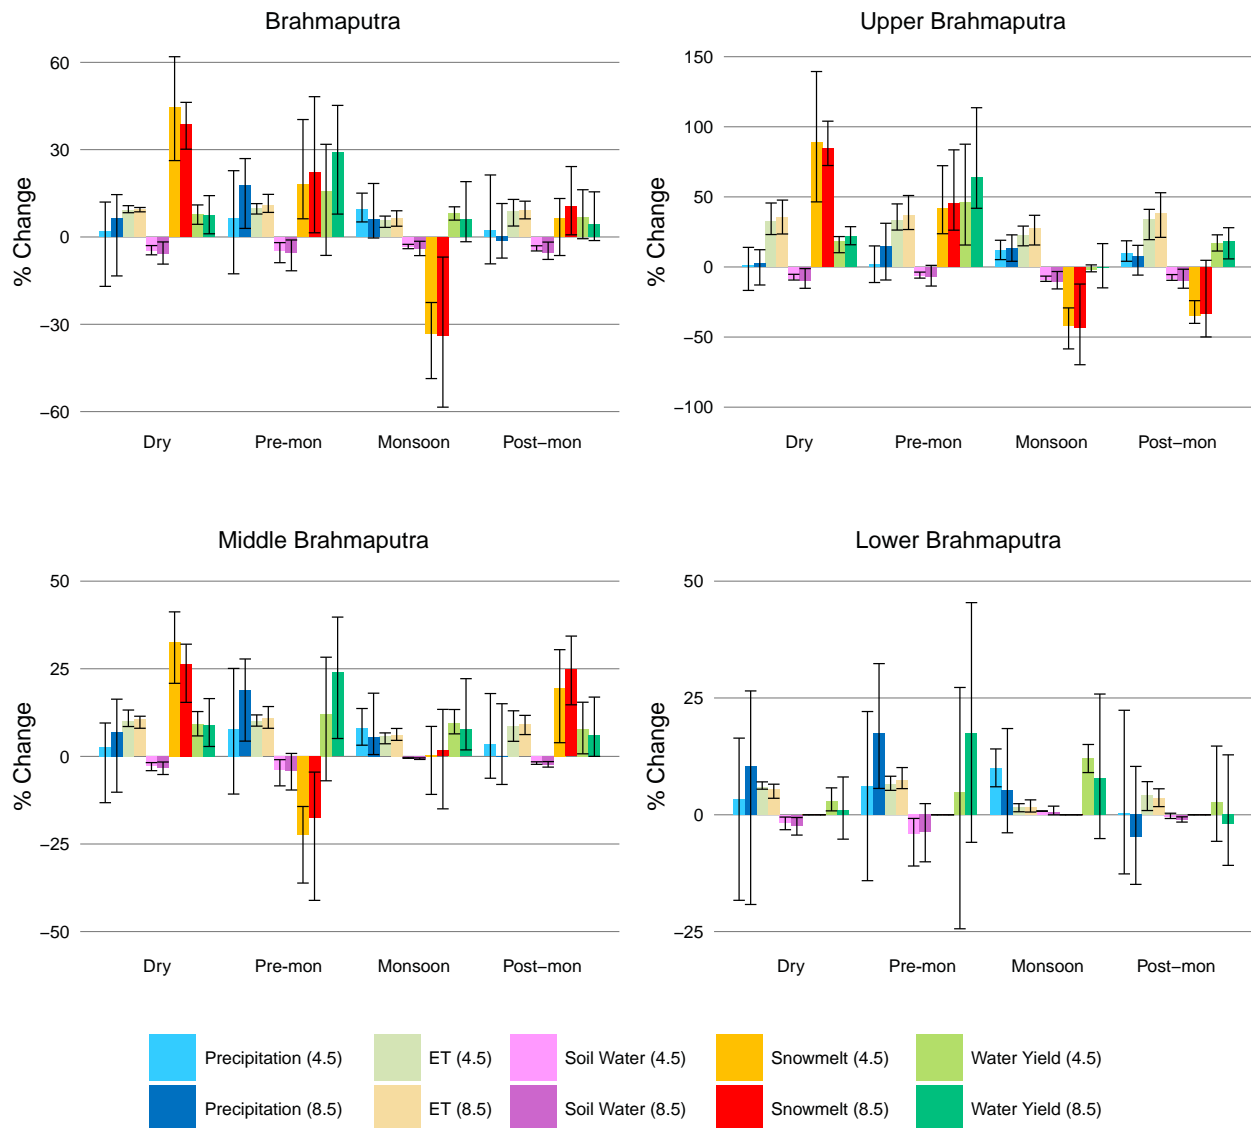 Brahmaputra
% Change
60
30
0
−30
−60
Dry
Pre-mon
Monsoon
Post−mon
Upper Brahmaputra
% Change
150
100
50
0
−50
−100
Dry
Pre-mon
Monsoon
Post−mon
Middle Brahmaputra
% Change
50
25
0
−25
−50
Dry
Pre-mon
Monsoon
Post−mon
Lower Brahmaputra
% Change
50
25
0
−25
Dry
Pre-mon
Monsoon
Post−mon
Precipitation (4.5)
ET (4.5)
Soil Water (4.5)
Snowmelt (4.5)
Water Yield (4.5)
Precipitation (8.5)
ET (8.5)
Soil Water (8.5)
Snowmelt (8.5)
Water Yield (8.5)